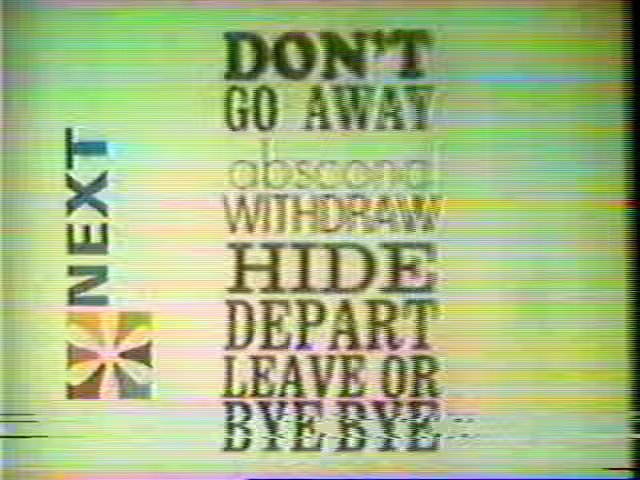 NEXT
DON'T
GO AWAY
abscond
WITHDRAW
HIDE
DEPART
LEAVE OR
BYE BYE